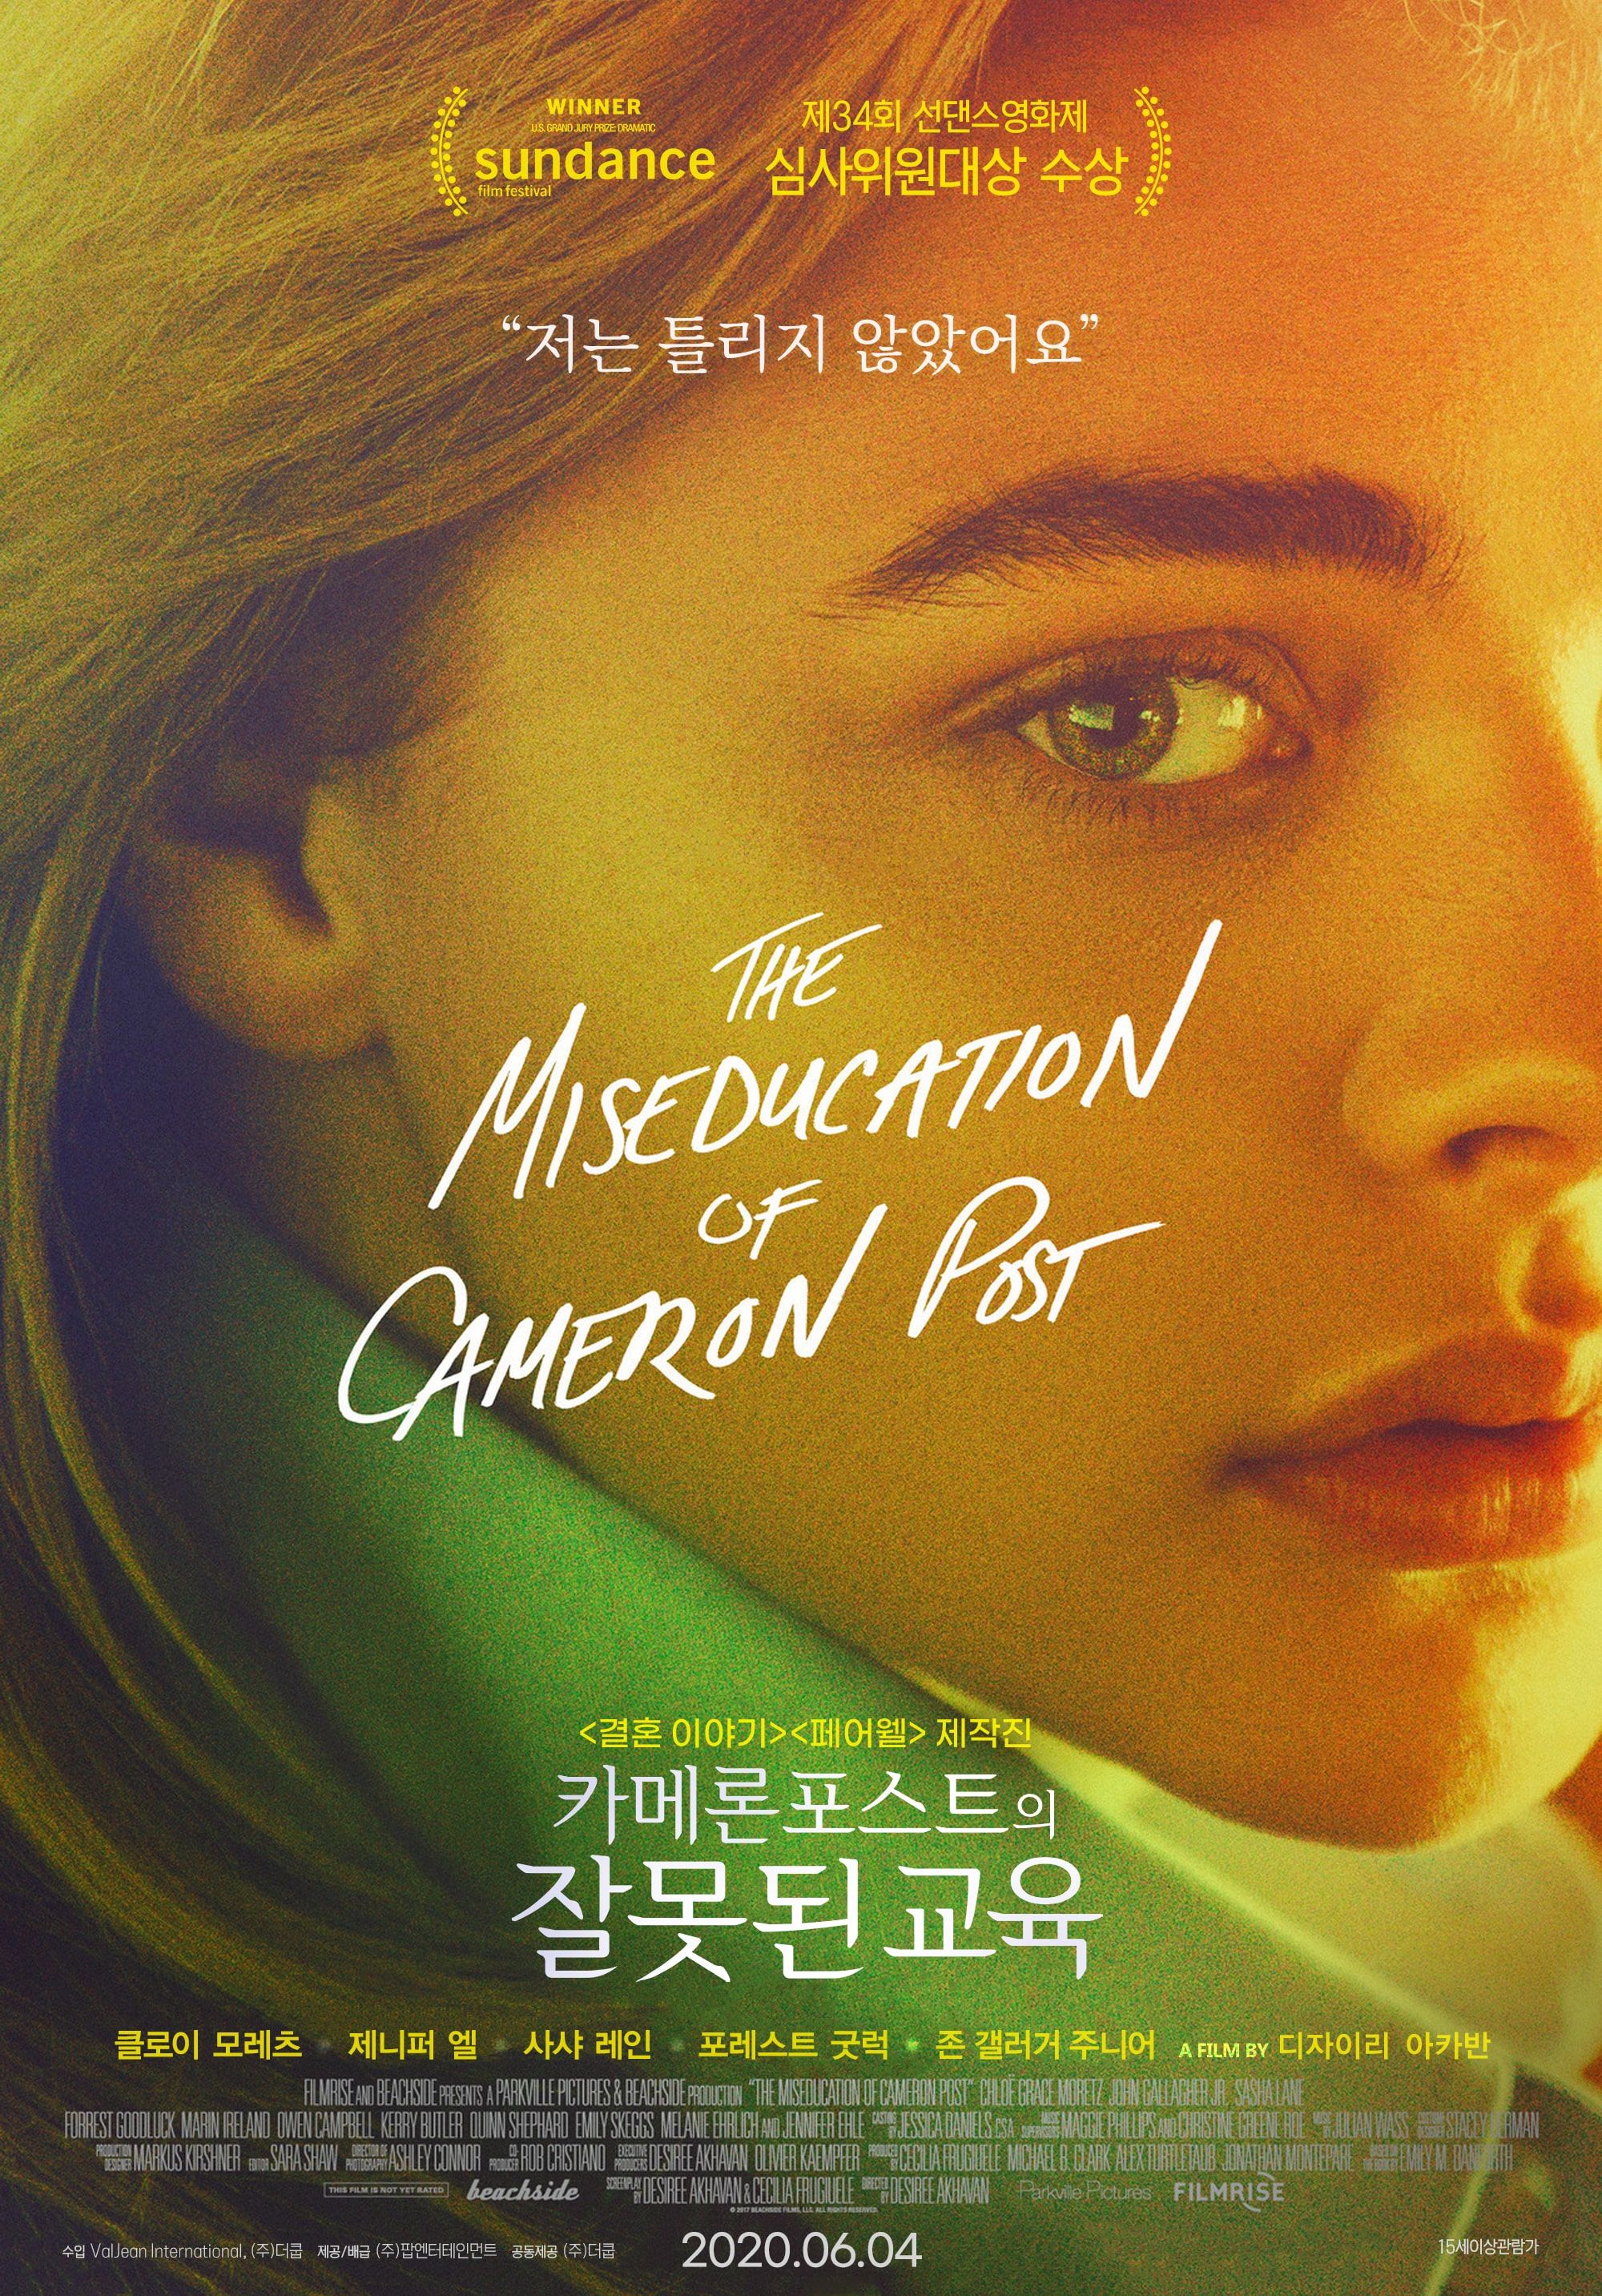 WINNER
U.S. GRAND JURY PRIZE: DRAMATIC
sundance
film festival
제34회 선댄스영화제
심사위원대상 수상
“저는 틀리지 않았어요”
THE
MISEDUCATION
OF
CAMERON POST
<결혼 이야기><페어웰> 제작진
카메론 포스트의
잘못된 교육
클로이 모레츠 제니퍼 엘 사샤 레인 포레스트 굿럭 존 갤러거 주니어 A FILM BY 디자이리 아카반
FILMRISE AND BEACHSIDE PRESENTS A PARKVILLE PICTURES & BEACHSIDE PRODUCTION "THE MISEDUCATION OF CAMERON POST" CHLOË GRACE MORETZ JOHN GALLAGHER JR. SASHA LANE
FORREST GOODLUCK MARIN IRELAND OWEN CAMPBELL KERRY BUTLER QUINN SHEPHARD EMILY SKEGGS MELANIE EHRLICH AND JENNIFER EHLE CASTING BY JESSICA DANIELS, CSA MUSIC SUPERVISORS MAGGIE PHILLIPS AND CHRISTINE GREENE ROE MUSIC BY JULIAN WASS COSTUME DESIGNER STACEY BERMAN
PRODUCTION DESIGNER MARKUS KIRSHNER EDITOR SARA SHAW DIRECTOR OF PHOTOGRAPHY ASHLEY CONNOR CO-PRODUCER ROB CRISTIANO EXECUTIVE PRODUCERS DESIREE AKHAVAN OLIVIER KAEMPFER PRODUCED BY CECILIA FRUGIUELE MICHAEL B. CLARK ALEX TURTLETAUB JONATHAN MONTEPARE BASED ON THE BOOK BY EMILY M. DANFORTH
THIS FILM IS NOT YET RATED beachside SCREENPLAY BY DESIREE AKHAVAN & CECILIA FRUGIUELE DIRECTED BY DESIREE AKHAVAN Parkville Pictures FILMRISE
© 2017 BEACHSIDE FILMS, LLC. ALL RIGHTS RESERVED.
수입 ValJean International, (주)더쿱 제공/배급 (주)팝엔터테인먼트 공동제공 (주)더쿱 2020.06.04 15세이상관람가